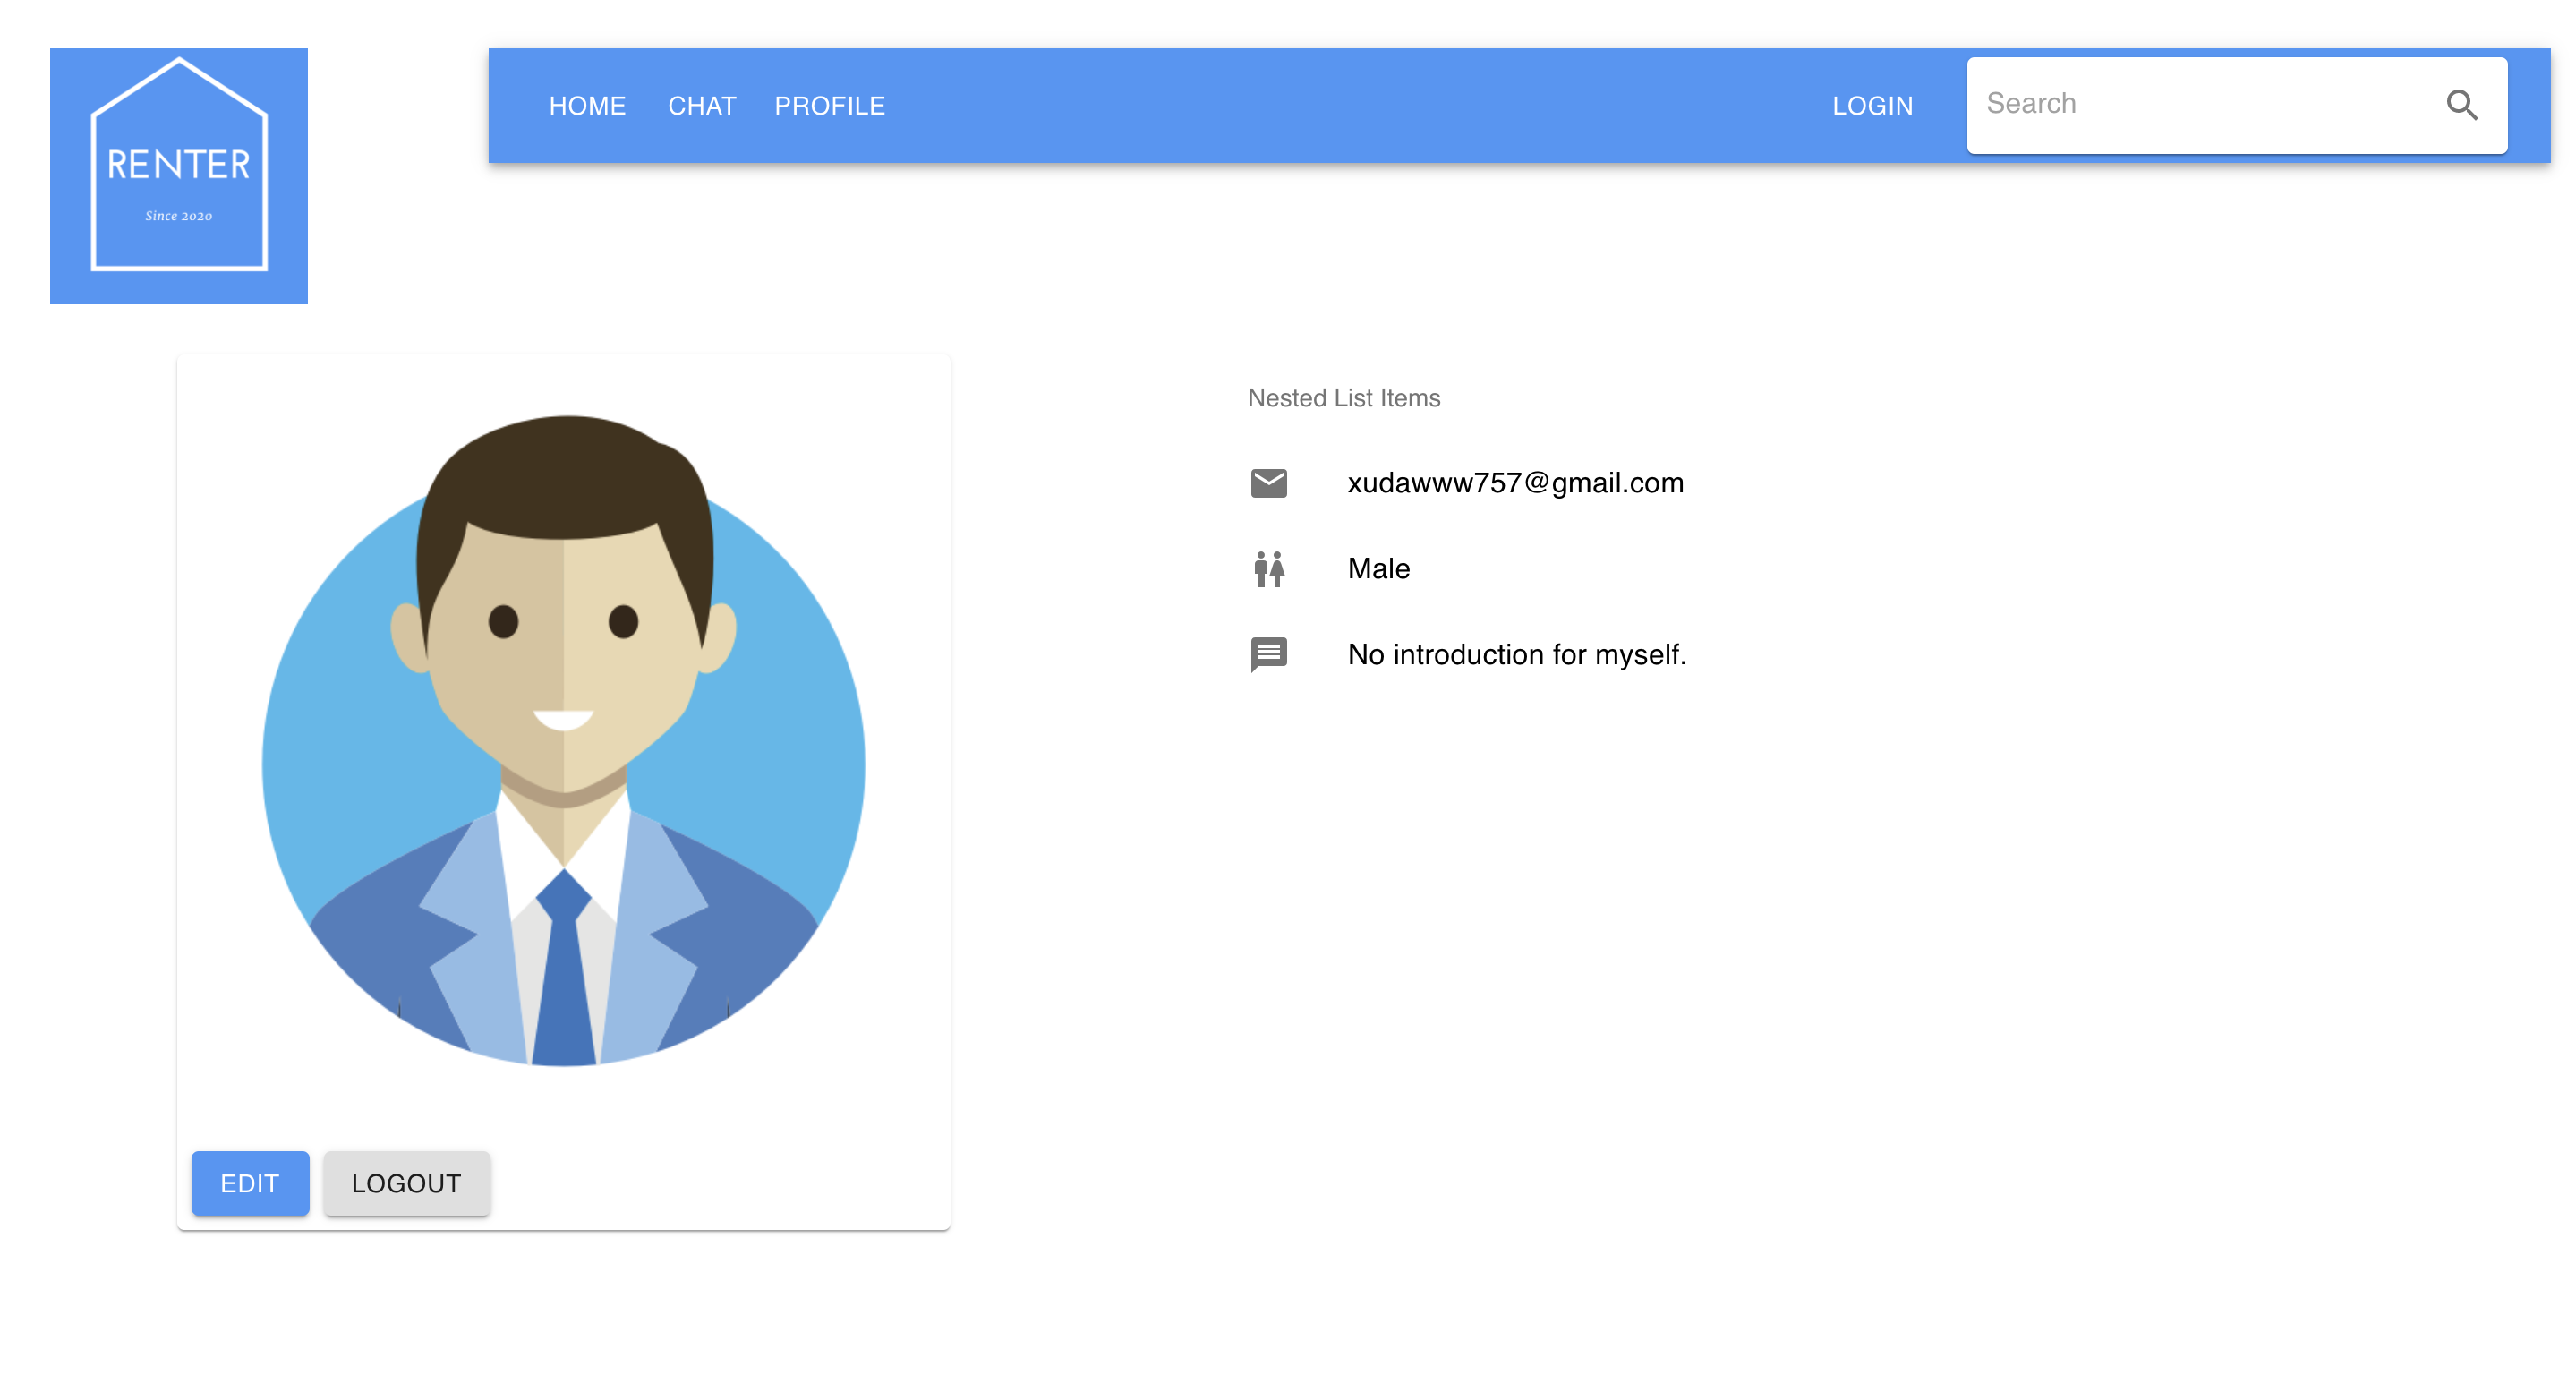 RENTER
Since 2020
HOME CHAT PROFILE LOGIN Search
Nested List Items
xudawww757@gmail.com
Male
No introduction for myself.
EDIT LOGOUT